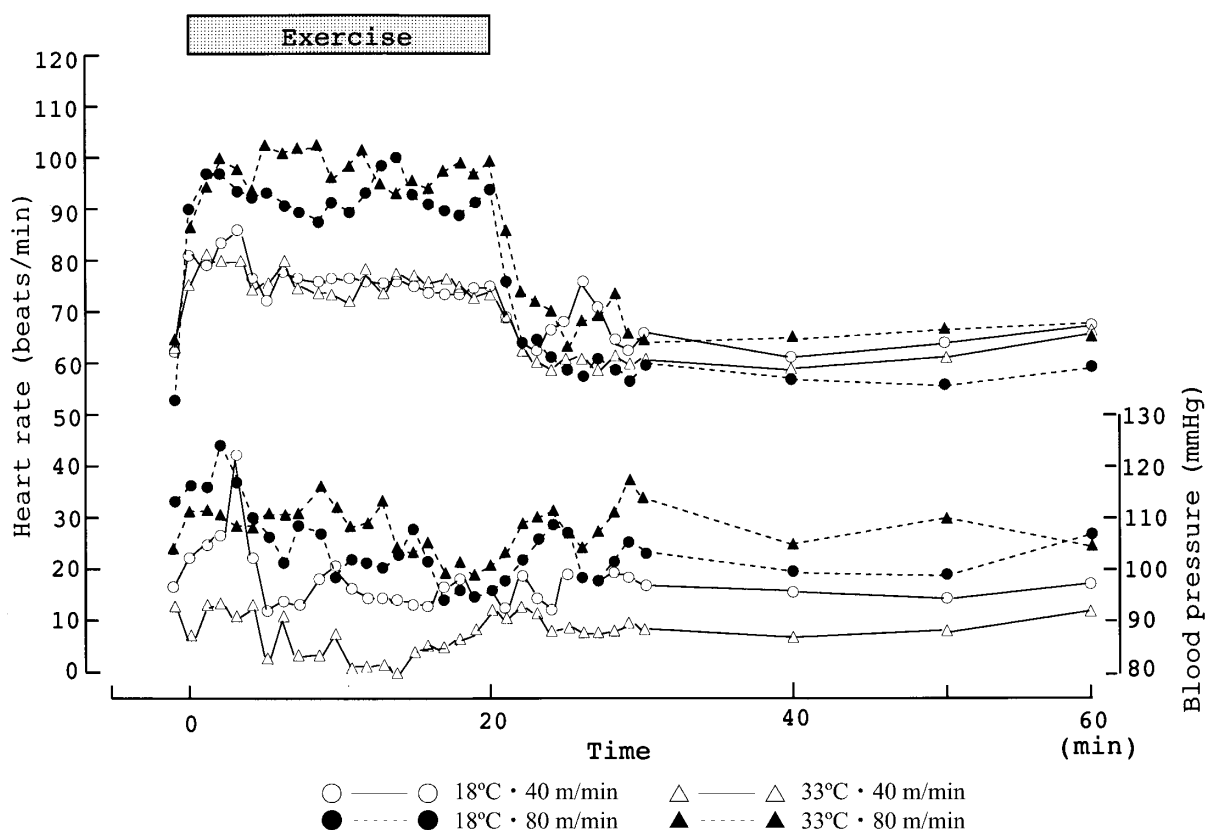 Exercise
120
110
100
90
80
70
60
50
40
30
20
10
0
Heart rate (beats/min)
130
120
110
100
90
80
Blood pressure (mmHg)
0 20 40 60
Time (min)
18ºC・40 m/min 33ºC・40 m/min
18ºC・80 m/min 33ºC・80 m/min